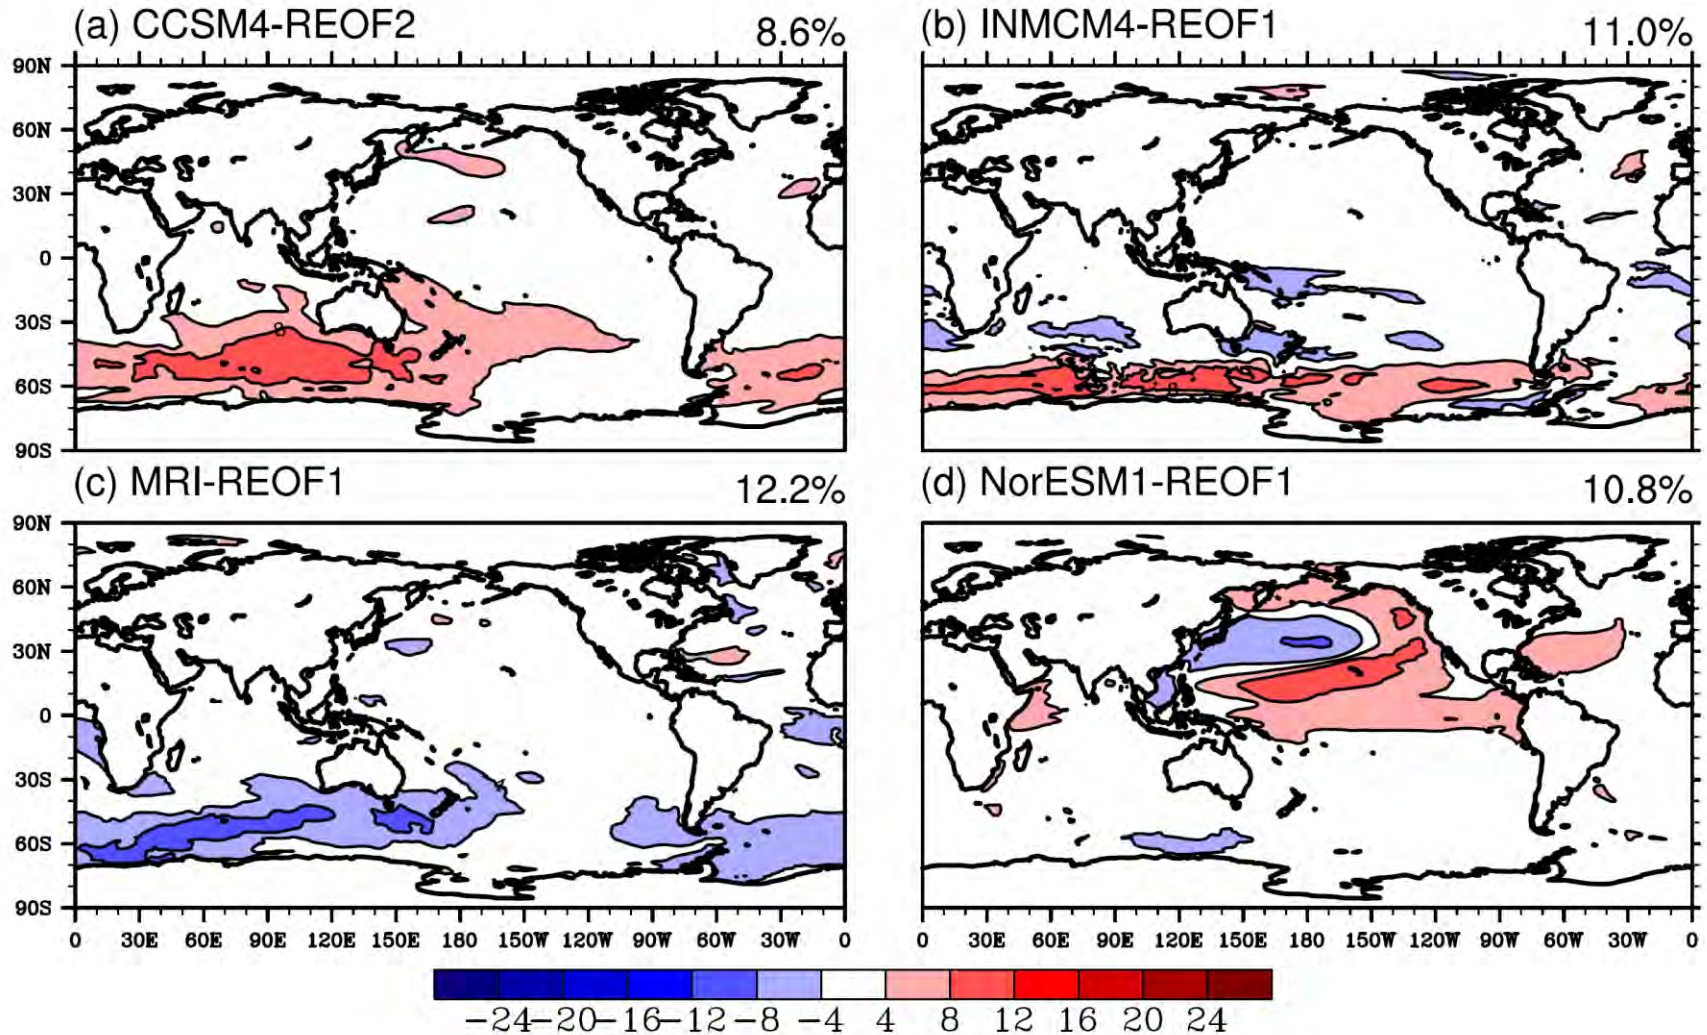 (a) CCSM4-REOF2 8.6% (b) INMCM4-REOF1 11.0%
90N
60N
30N
0
30S
60S
90S
(c) MRI-REOF1 12.2% (d) NorESM1-REOF1 10.8%
90N
60N
30N
0
30S
60S
90S
0 30E 60E 90E 120E 150E 180 150W 120W 90W 60W 30W 0 0 30E 60E 90E 120E 150E 180 150W 120W 90W 60W 30W 0
-24 -20 -16 -12 -8 -4 4 8 12 16 20 24